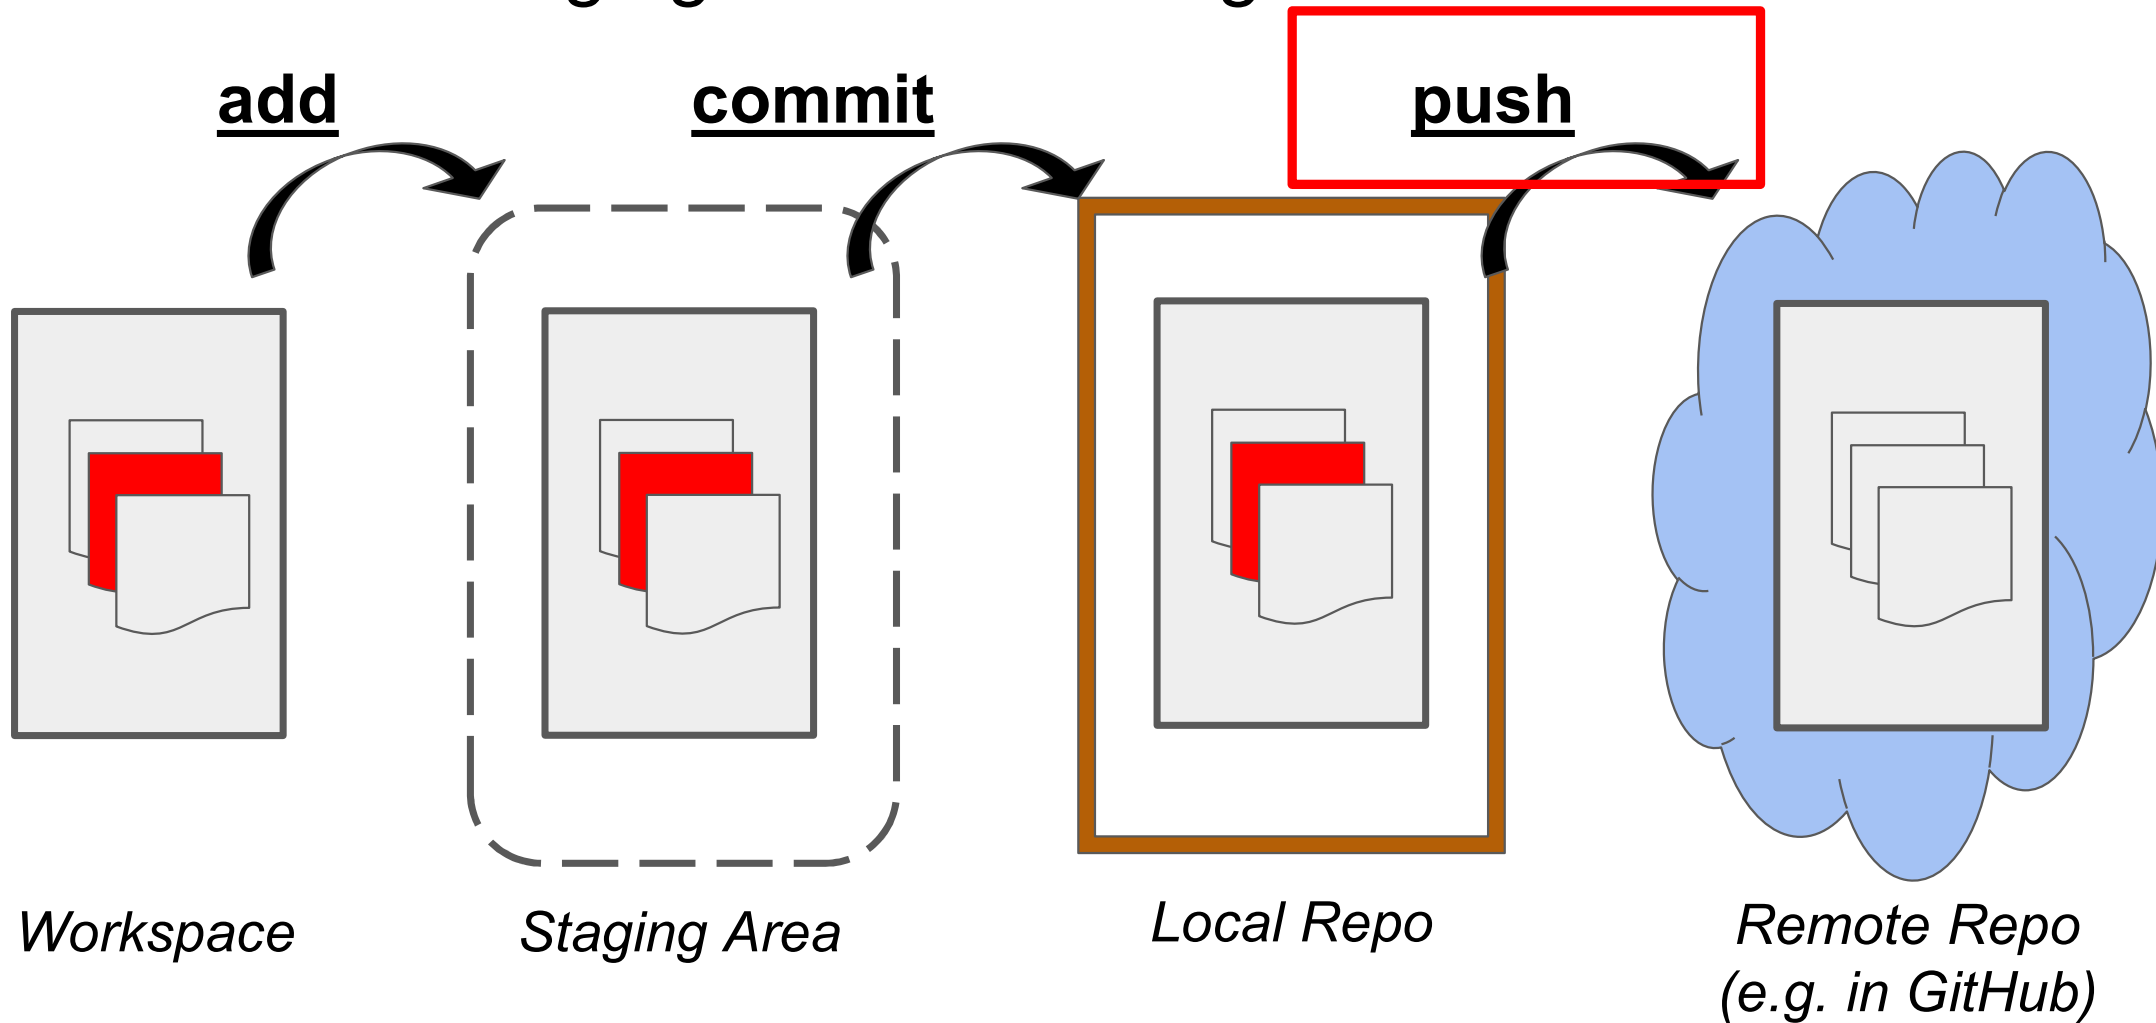 add commit push
Workspace Staging Area Local Repo Remote Repo
(e.g. in GitHub)